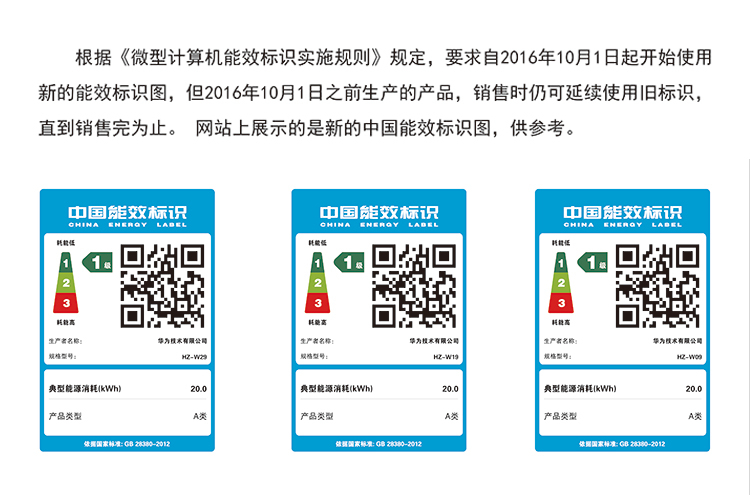 根据《微型计算机能效标识实施规则》规定，要求自2016年10月1日起开始使用
新的能效标识图，但2016年10月1日之前生产的产品，销售时仍可延续使用旧标识，
直到销售完为止。 网站上展示的是新的中国能效标识图，供参考。
中国能效标识
CHINA ENERGY LABEL
耗能低
1
2
3
耗能高
1级
生产者名称：
华为技术有限公司
规格型号：
HZ-W29
典型能源消耗(kWh)
20.0
产品类型
A类
依据国家标准: GB 28380-2012
中国能效标识
CHINA ENERGY LABEL
耗能低
1
2
3
耗能高
1级
生产者名称：
华为技术有限公司
规格型号：
HZ-W19
典型能源消耗(kWh)
20.0
产品类型
A类
依据国家标准: GB 28380-2012
中国能效标识
CHINA ENERGY LABEL
耗能低
1
2
3
耗能高
1级
生产者名称：
华为技术有限公司
规格型号：
HZ-W09
典型能源消耗(kWh)
20.0
产品类型
A类
依据国家标准: GB 28380-2012